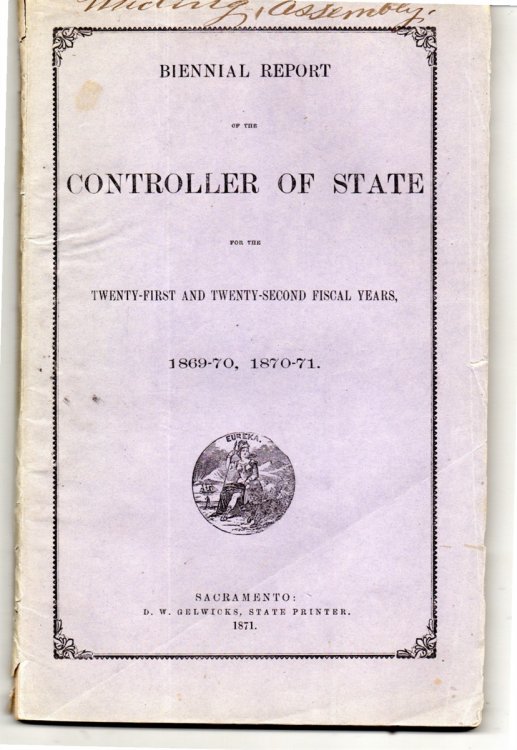 Assembly.
BIENNIAL REPORT
OF THE
CONTROLLER OF STATE
FOR THE
TWENTY-FIRST AND TWENTY-SECOND FISCAL YEARS,
1869-70, 1870-71.
EUREKA.
SACRAMENTO:
D. W. GELWICKS, STATE PRINTER.
1871.